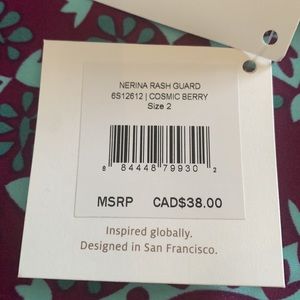 NERINA RASH GUARD
6S12612 | COSMIC BERRY
Size 2
8 84448 79930 2
MSRP CAD$38.00
Inspired globally.
Designed in San Francisco.